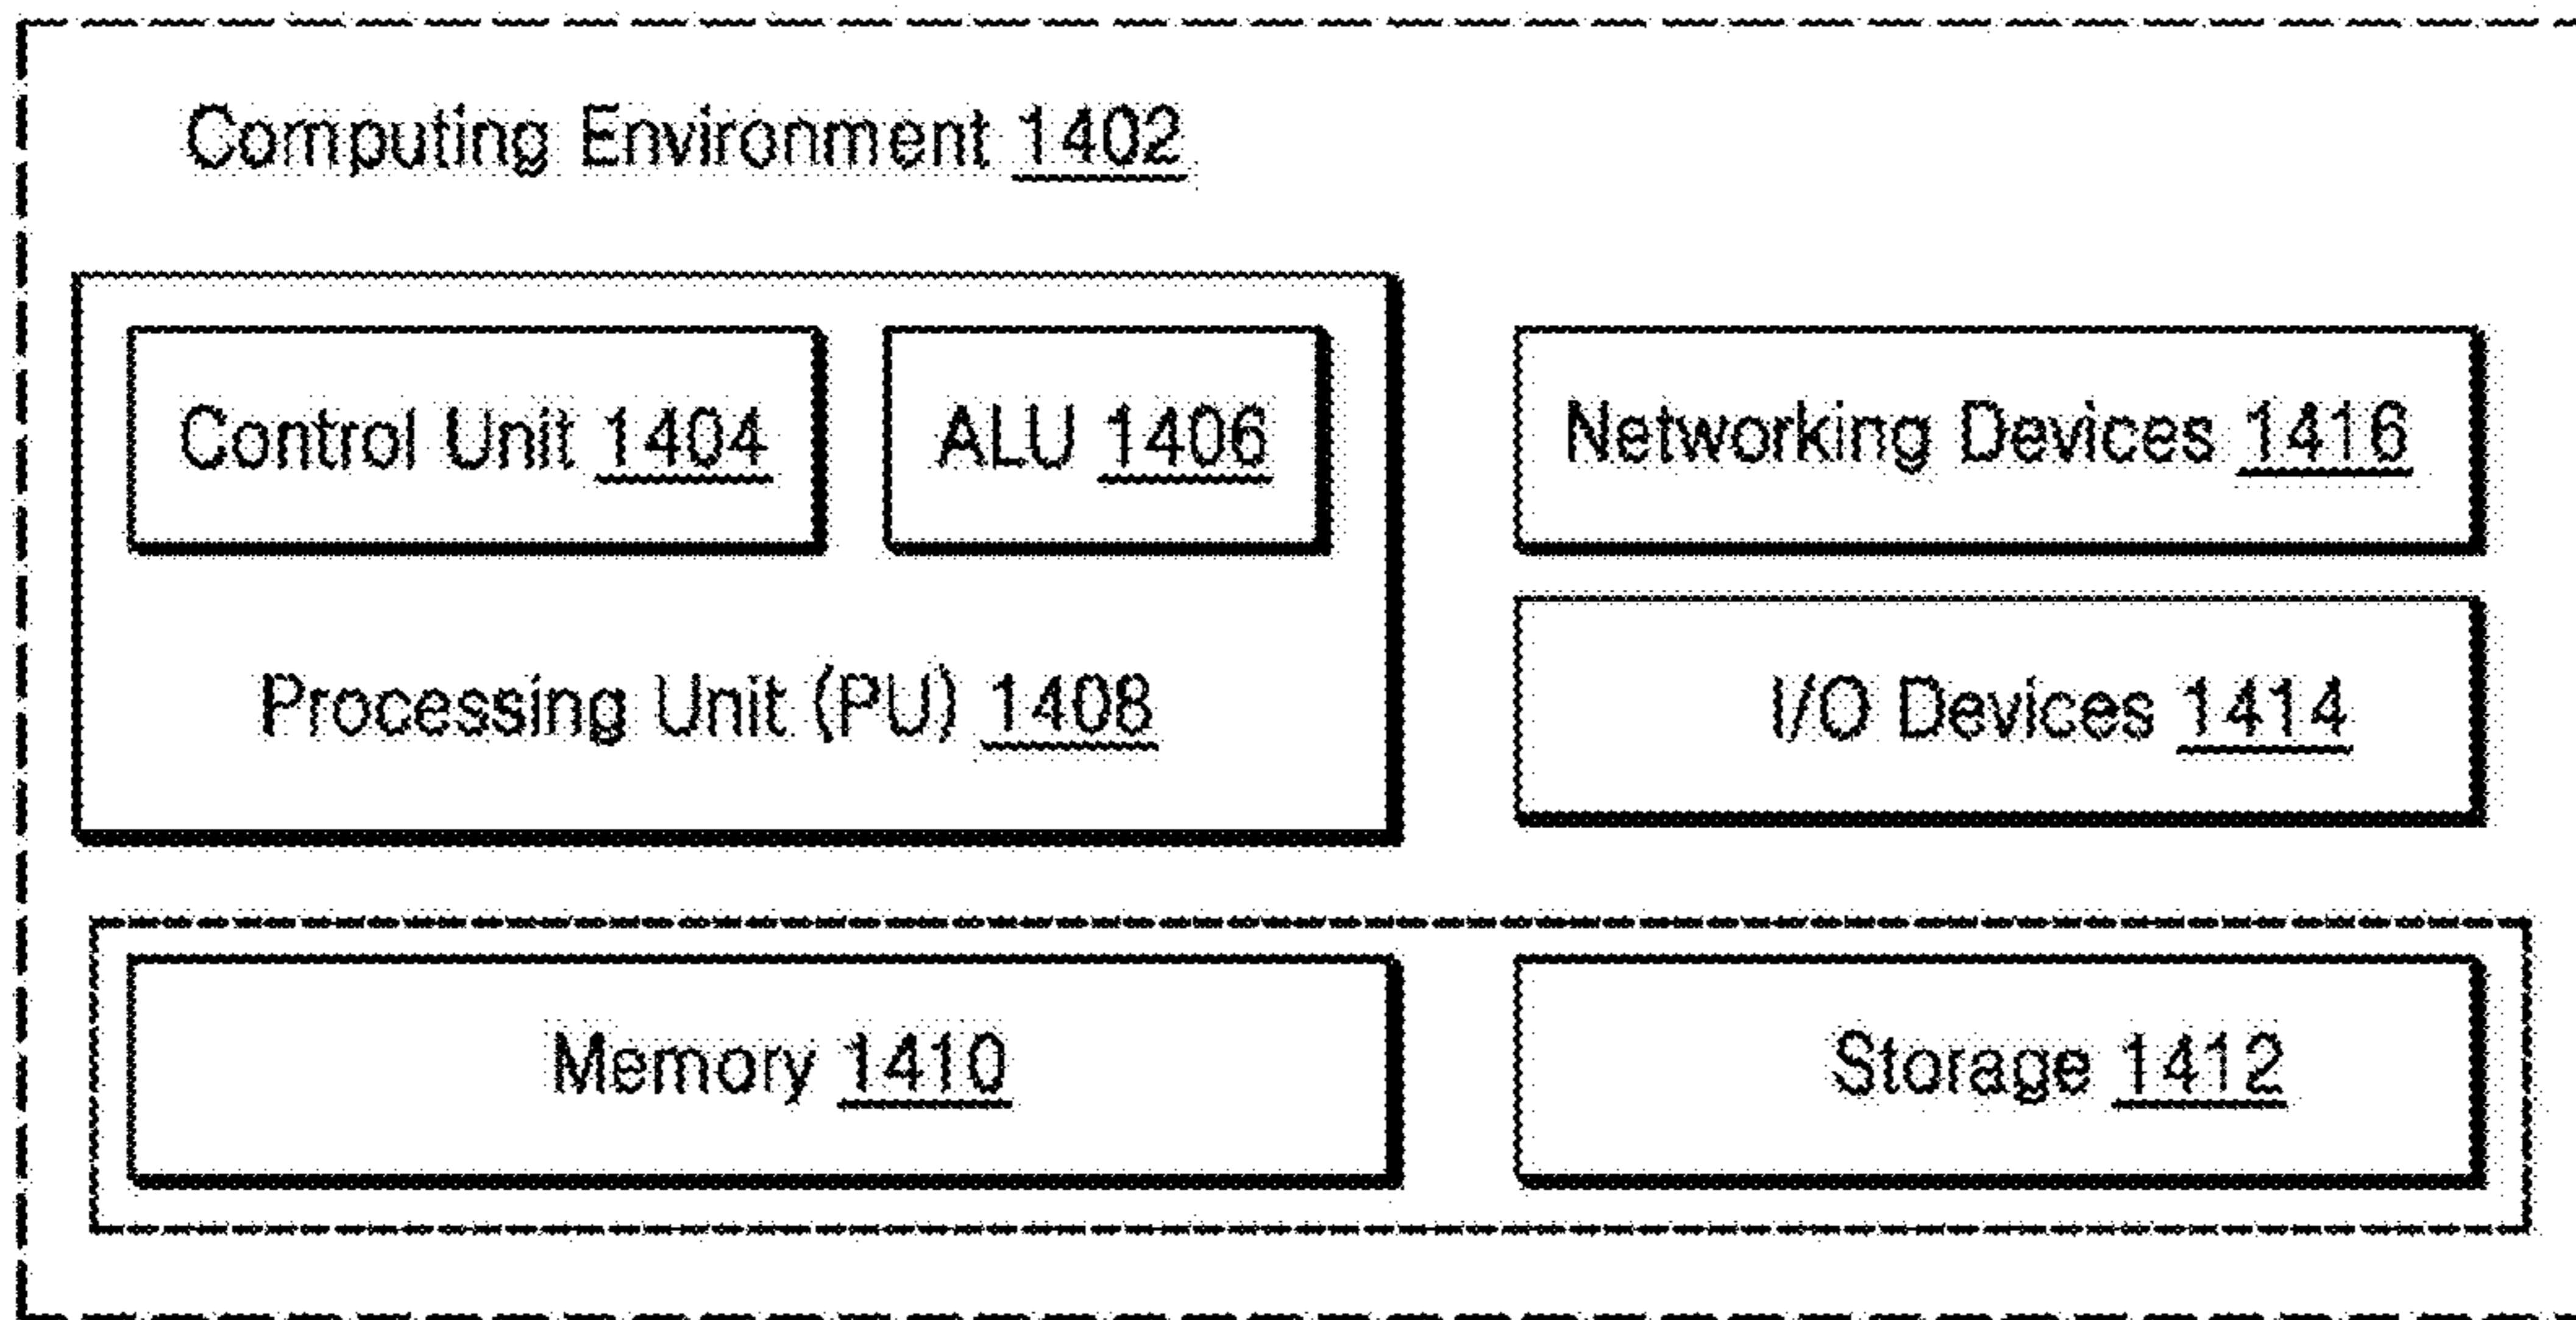 Computing Environment 1402
Control Unit 1404
ALU 1406
Networking Devices 1416
Processing Unit (PU) 1408
I/O Devices 1414
Memory 1410
Storage 1412